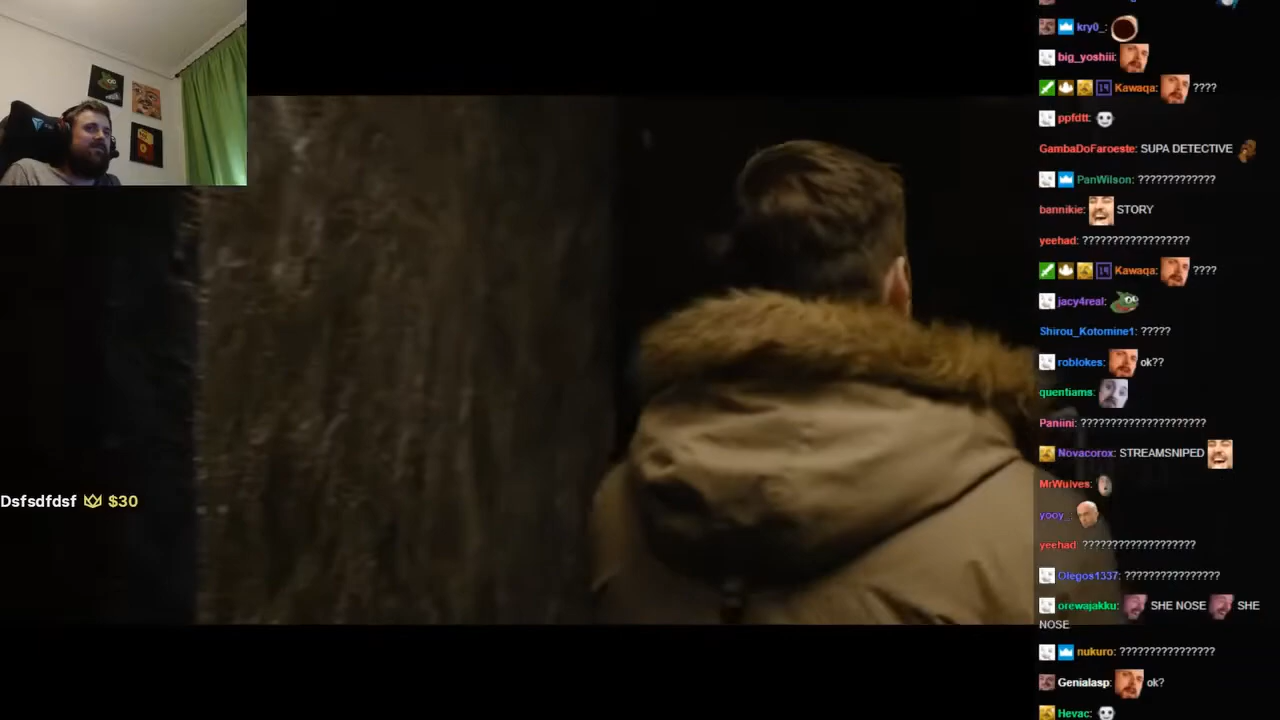 kry0_:
big_yoshiii:
Kawaqa: ????
ppfdtt:
GambaDoFaroeste: SUPA DETECTIVE
PanWilson: ?????????????
bannikie: STORY
yeehad: ??????????????????
Kawaqa: ????
jacy4real:
Shirou_Kotomine1: ?????
roblokes: ok??
quentiams:
Paniini: ?????????????????????
Novacorox: STREAMSNIPED
MrWulves:
yooy_:
yeehad: ???????????????????
Olegos1337: ????????????????
orewajakku: SHE NOSE SHE
NOSE
nukuro: ????????????????
Genialasp: ok?
Hevac:
Dsfsdfdsf $30